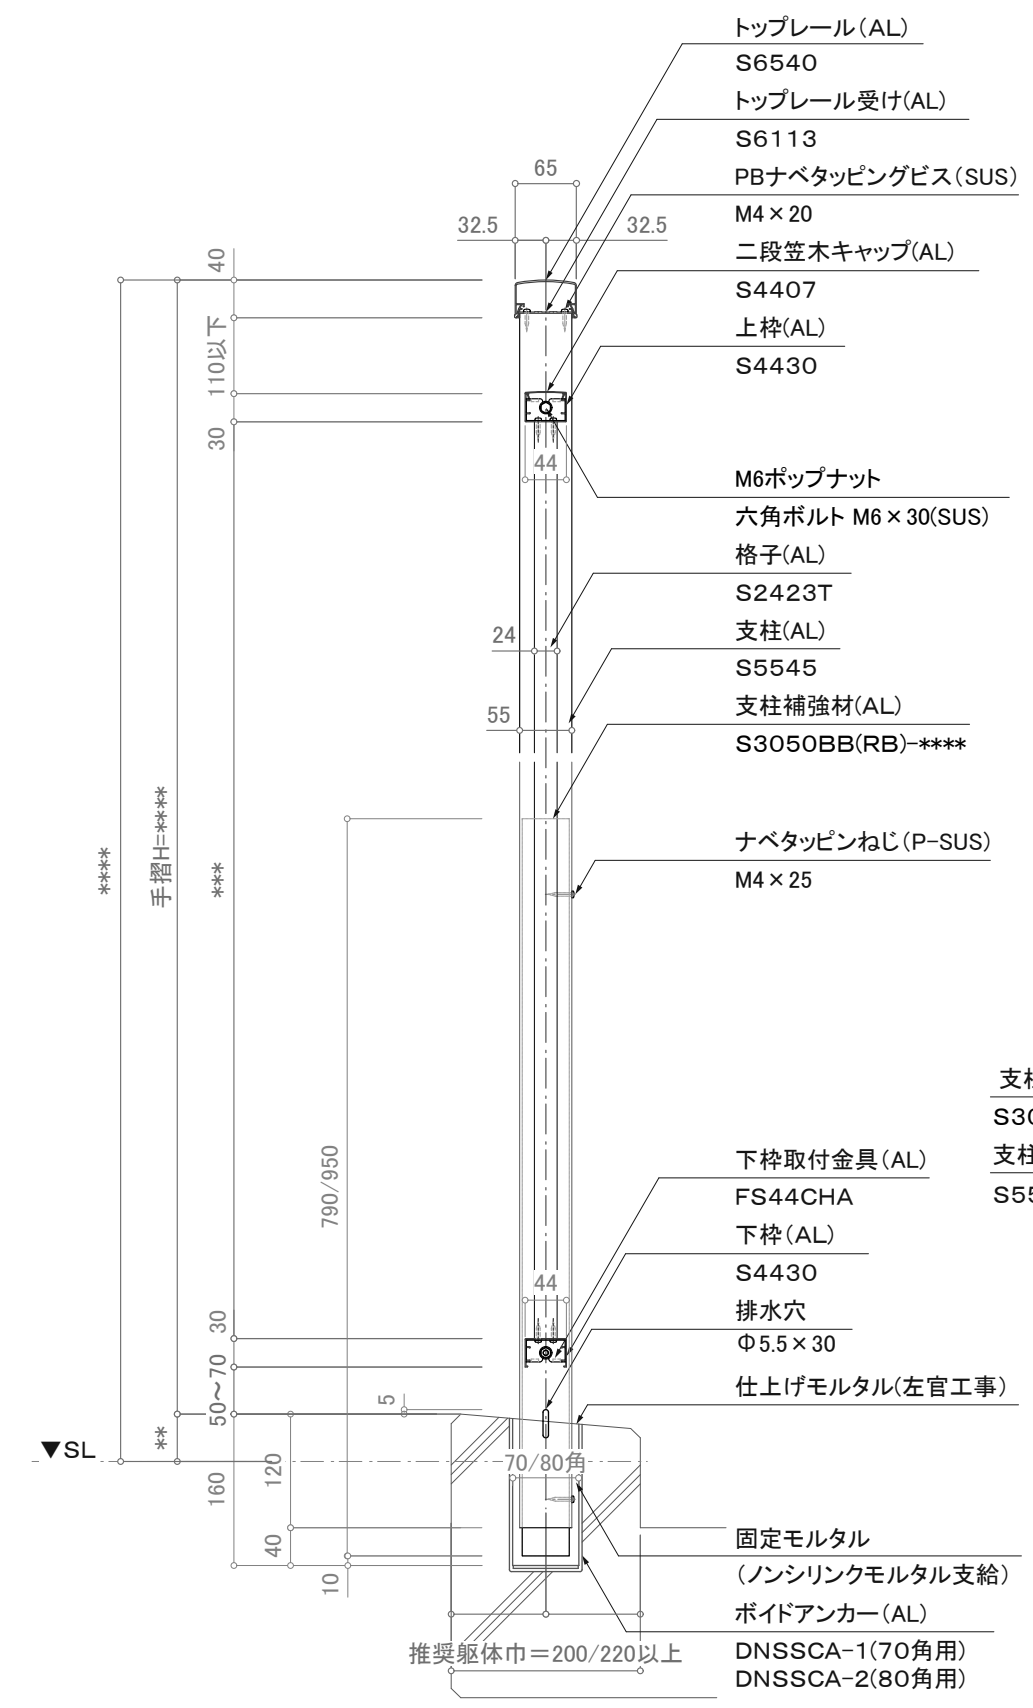 トップレール(AL)
S6540
トップレール受け(AL)
S6113
PBナベタッピングビス(SUS)
M4×20
二段笠木キャップ(AL)
S4407
上枠(AL)
S4430
M6ポップナット
六角ボルト M6×30(SUS)
格子(AL)
S2423T
支柱(AL)
S5545
支柱補強材(AL)
S3050BB(RB)-****
ナベタッピンねじ(P-SUS)
M4×25
下枠取付金具(AL)
FS44CHA
下枠(AL)
S4430
排水穴
Φ5.5×30
仕上げモルタル(左官工事)
固定モルタル
(ノンシリンクモルタル支給)
ボイドアンカー(AL)
DNSSCA-1(70角用)
DNSSCA-2(80角用)
S30
支柱
S55
65
32.5
32.5
40
110以下
30
44
24
55
****
手摺H=****
***
790/950
44
30
50~70
5
**
▼SL
70/80角
160
120
40
10
推奨躯体巾=200/220以上